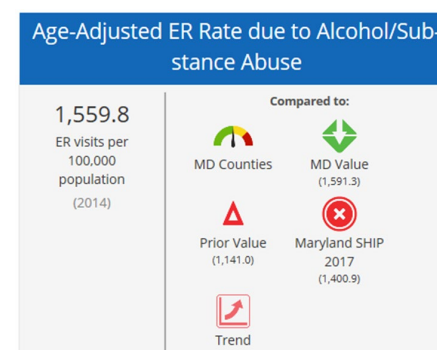 Age-Adjusted ER Rate due to Alcohol/Sub-
stance Abuse
1,559.8
ER visits per
100,000
population
(2014)
Compared to:
MD Counties
MD Value
(1,591.3)
Prior Value
(1,141.0)
Maryland SHIP
2017
(1,400.9)
Trend